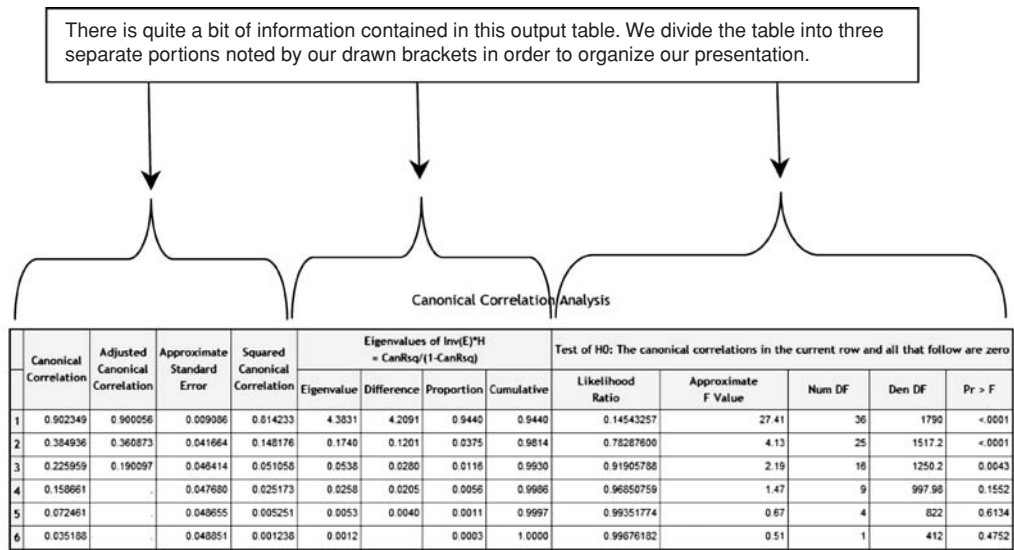 There is quite a bit of information contained in this output table. We divide the table into three
separate portions noted by our drawn brackets in order to organize our presentation.
Canonical Correlation Analysis
Canonical Correlation | Adjusted Canonical Correlation | Approximate Standard Error | Squared Canonical Correlation | Eigenvalues of Inv(E)*H = CanRsq/(1-CanRsq) | Test of H0: The canonical correlations in the current row and all that follow are zero
Eigenvalue | Difference | Proportion | Cumulative | Likelihood Ratio | Approximate F Value | Num DF | Den DF | Pr > F
1 | 0.902349 | 0.900056 | 0.009086 | 0.814233 | 4.3831 | 4.2091 | 0.9440 | 0.9440 | 0.14543257 | 27.41 | 36 | 1790 | <.0001
2 | 0.384936 | 0.360873 | 0.041664 | 0.148176 | 0.1740 | 0.1201 | 0.0375 | 0.9814 | 0.78287600 | 4.13 | 25 | 1517.2 | <.0001
3 | 0.225959 | 0.190097 | 0.046414 | 0.051058 | 0.0538 | 0.0280 | 0.0116 | 0.9930 | 0.91905788 | 2.19 | 16 | 1250.2 | 0.0043
4 | 0.158661 | . | 0.047680 | 0.025173 | 0.0258 | 0.0205 | 0.0056 | 0.9986 | 0.96850759 | 1.47 | 9 | 997.98 | 0.1552
5 | 0.072461 | . | 0.048655 | 0.005251 | 0.0053 | 0.0040 | 0.0011 | 0.9997 | 0.99351774 | 0.67 | 4 | 822 | 0.6134
6 | 0.035188 | . | 0.048851 | 0.001238 | 0.0012 | | 0.0003 | 1.0000 | 0.99876182 | 0.51 | 1 | 412 | 0.4752